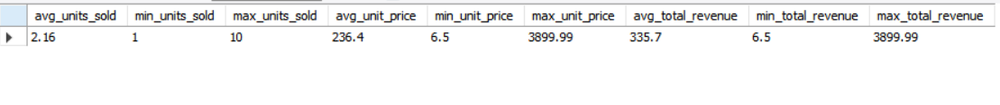 avg_units_sold min_units_sold max_units_sold avg_unit_price min_unit_price max_unit_price avg_total_revenue min_total_revenue max_total_revenue
2.16 1 10 236.4 6.5 3899.99 335.7 6.5 3899.99